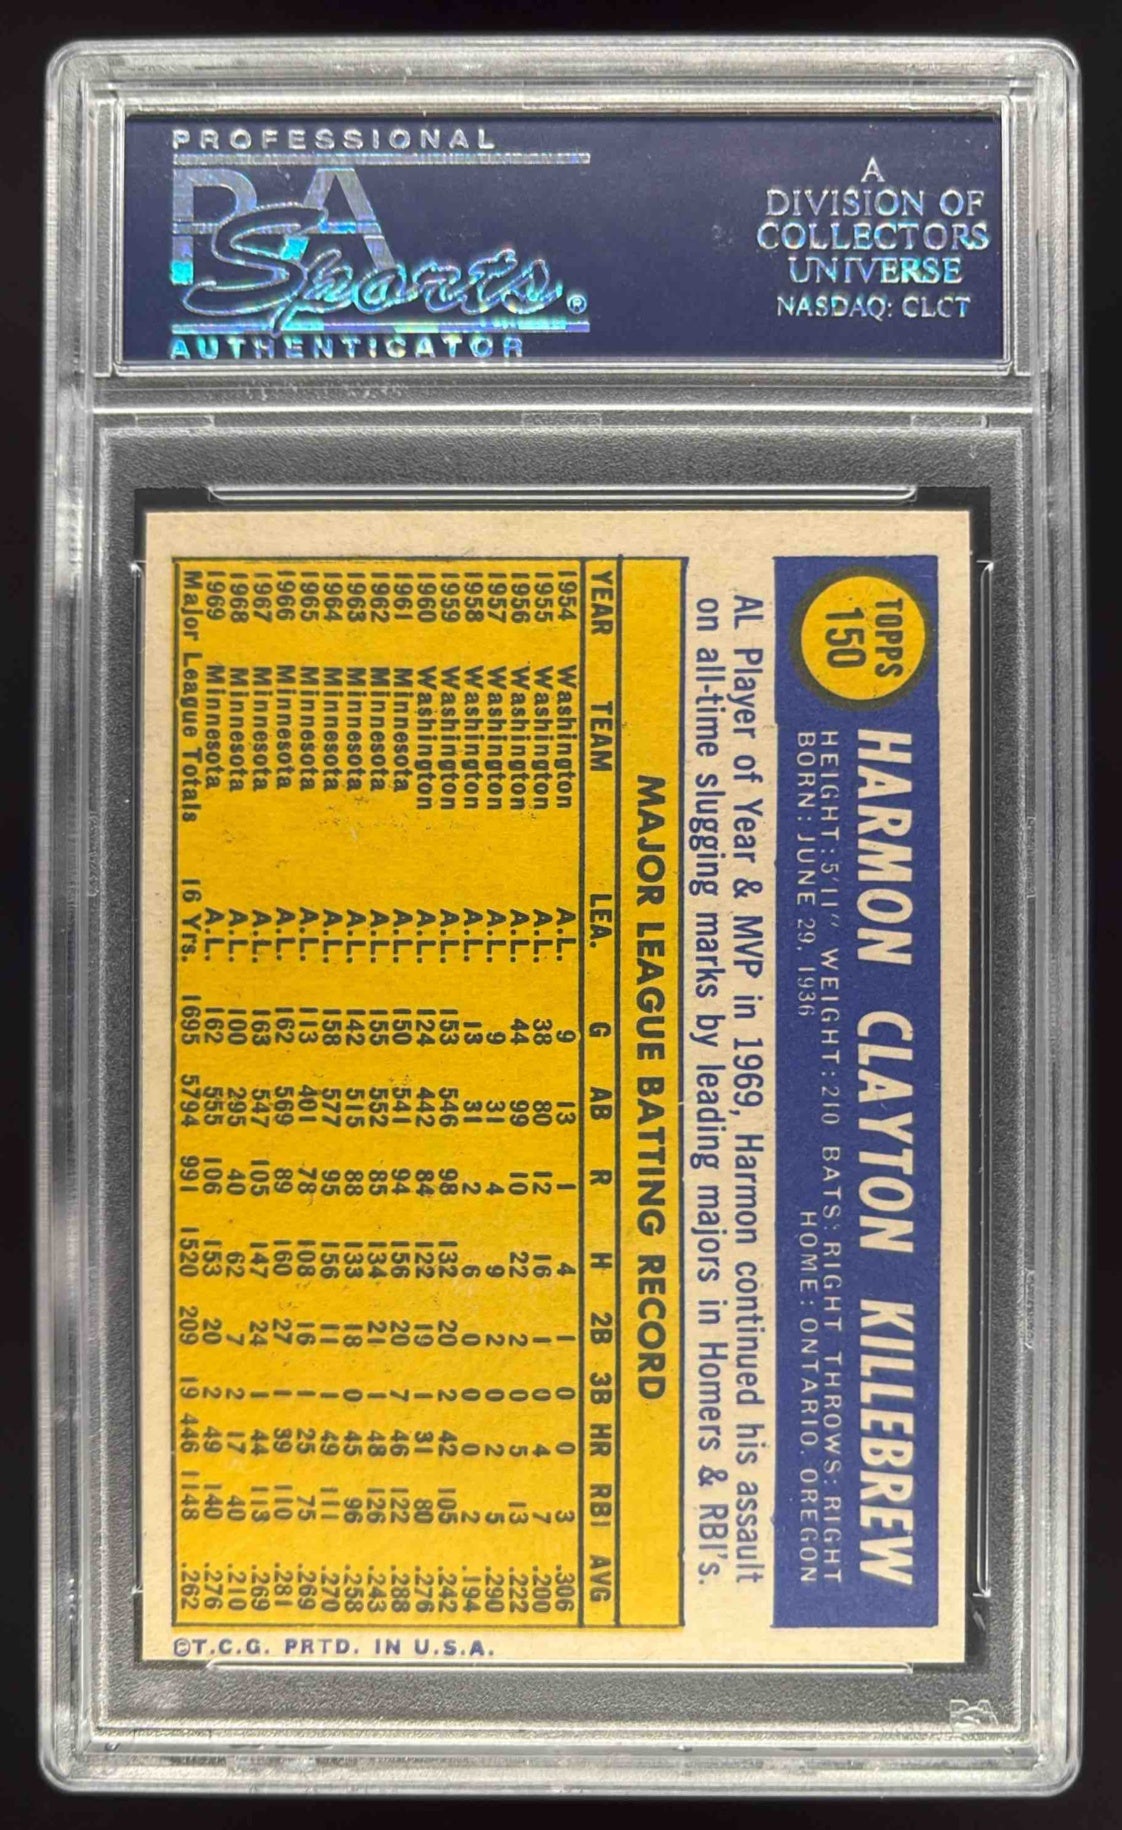 PROFESSIONAL
PSA
Sports®
AUTHENTICATOR
A
DIVISION OF
COLLECTORS
UNIVERSE
NASDAQ: CLCT
TOPPS
150
HARMON CLAYTON KILLEBREW
HEIGHT: 5'11" WEIGHT: 210 BATS: RIGHT THROWS: RIGHT
BORN: JUNE 29, 1936 HOME: ONTARIO, OREGON
AL Player of Year & MVP in 1969, Harmon continued his assault
on all-time slugging marks by leading majors in Homers & RBI's.
MAJOR LEAGUE BATTING RECORD
YEAR TEAM LEA. G AB R H 2B 3B HR RBI AVG
1954 Washington A.L. 9 13 1 4 1 0 0 3 .306
1955 Washington A.L. 38 80 12 16 1 0 4 7 .200
1956 Washington A.L. 44 99 10 22 2 0 5 13 .222
1957 Washington A.L. 9 31 4 9 2 0 2 5 .290
1958 Washington A.L. 13 31 2 6 0 0 0 2 .194
1959 Washington A.L. 153 546 98 132 20 2 42 105 .242
1960 Washington A.L. 124 442 84 122 19 1 31 80 .276
1961 Minnesota A.L. 150 541 94 156 20 7 46 122 .288
1962 Minnesota A.L. 155 552 85 134 21 1 48 126 .243
1963 Minnesota A.L. 142 515 88 133 18 0 45 96 .258
1964 Minnesota A.L. 158 577 95 156 11 1 49 111 .270
1965 Minnesota A.L. 113 401 78 108 16 1 25 75 .269
1966 Minnesota A.L. 162 569 89 160 27 1 39 110 .281
1967 Minnesota A.L. 163 547 105 147 24 1 44 113 .269
1968 Minnesota A.L. 100 295 40 62 7 2 17 40 .210
1969 Minnesota A.L. 162 555 106 153 20 2 49 140 .276
Major League Totals 16 Yrs. 1695 5794 991 1520 209 19 446 1148 .262
©T.C.G. PRTD. IN U.S.A.
PSA